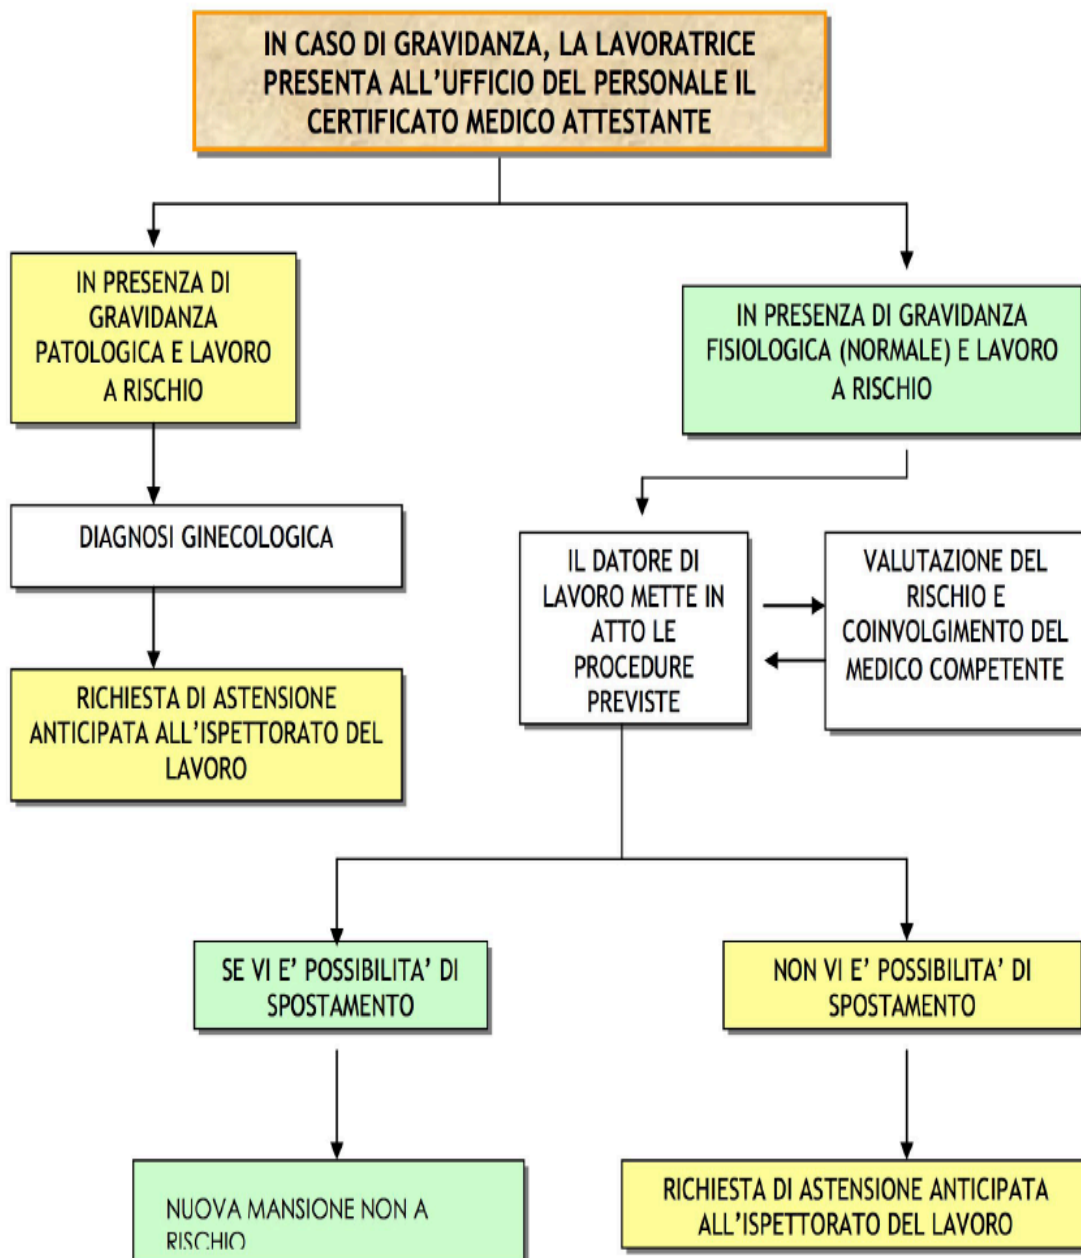 IN CASO DI GRAVIDANZA, LA LAVORATRICE
PRESENTA ALL’UFFICIO DEL PERSONALE IL
CERTIFICATO MEDICO ATTESTANTE
IN PRESENZA DI
GRAVIDANZA
PATOLOGICA E LAVORO
A RISCHIO
IN PRESENZA DI GRAVIDANZA
FISIOLOGICA (NORMALE) E LAVORO
A RISCHIO
DIAGNOSI GINECOLOGICA
IL DATORE DI
LAVORO METTE IN
ATTO LE
PROCEDURE
PREVISTE
VALUTAZIONE DEL
RISCHIO E
COINVOLGIMENTO DEL
MEDICO COMPETENTE
RICHIESTA DI ASTENSIONE
ANTICIPATA ALL’ISPETTORATO DEL
LAVORO
SE VI E’ POSSIBILITA’ DI
SPOSTAMENTO
NON VI E’ POSSIBILITA’ DI
SPOSTAMENTO
NUOVA MANSIONE NON A
RISCHIO
RICHIESTA DI ASTENSIONE ANTICIPATA
ALL’ISPETTORATO DEL LAVORO